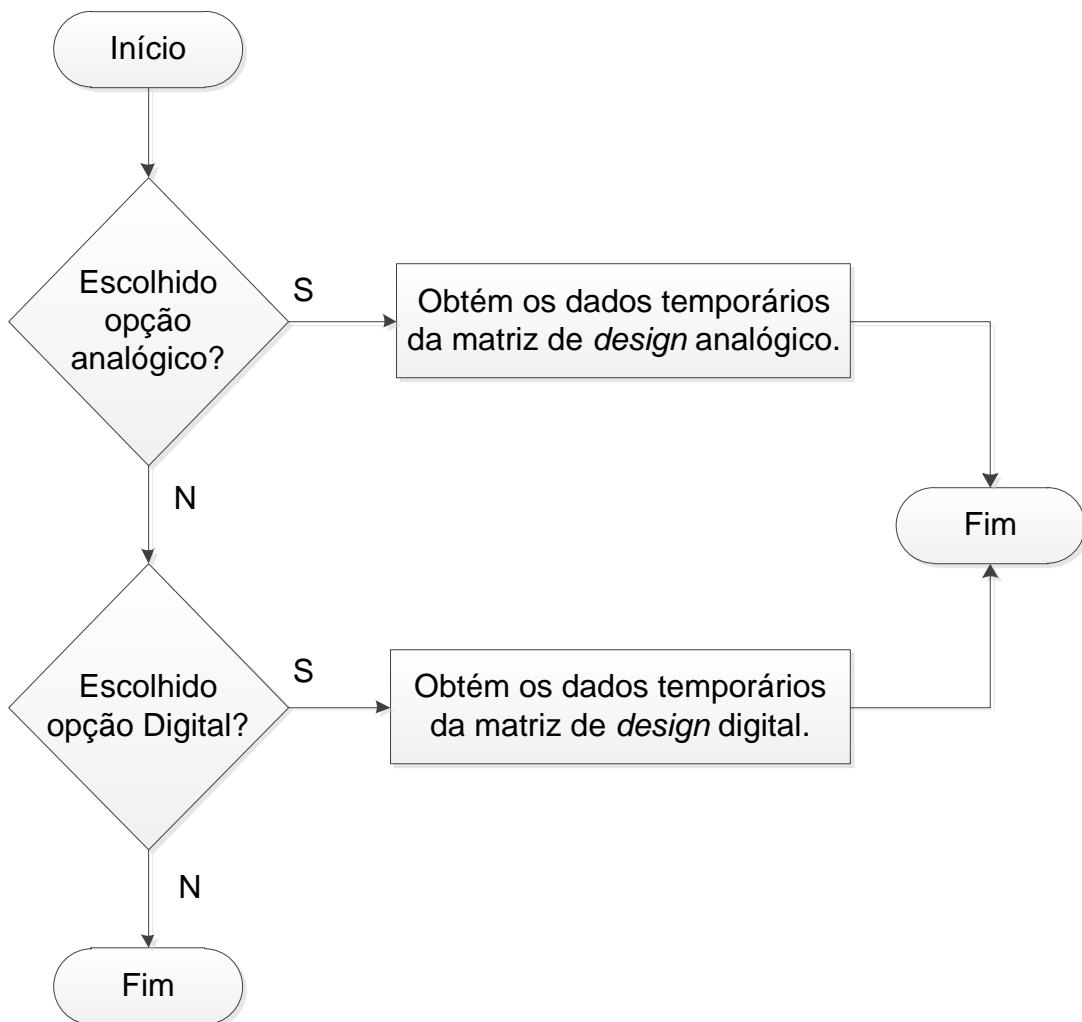 Início
Escolhido
opção
analógico?
S
Obtém os dados temporários
da matriz de design analógico.
N
Fim
Escolhido
opção Digital?
S
Obtém os dados temporários
da matriz de design digital.
N
Fim